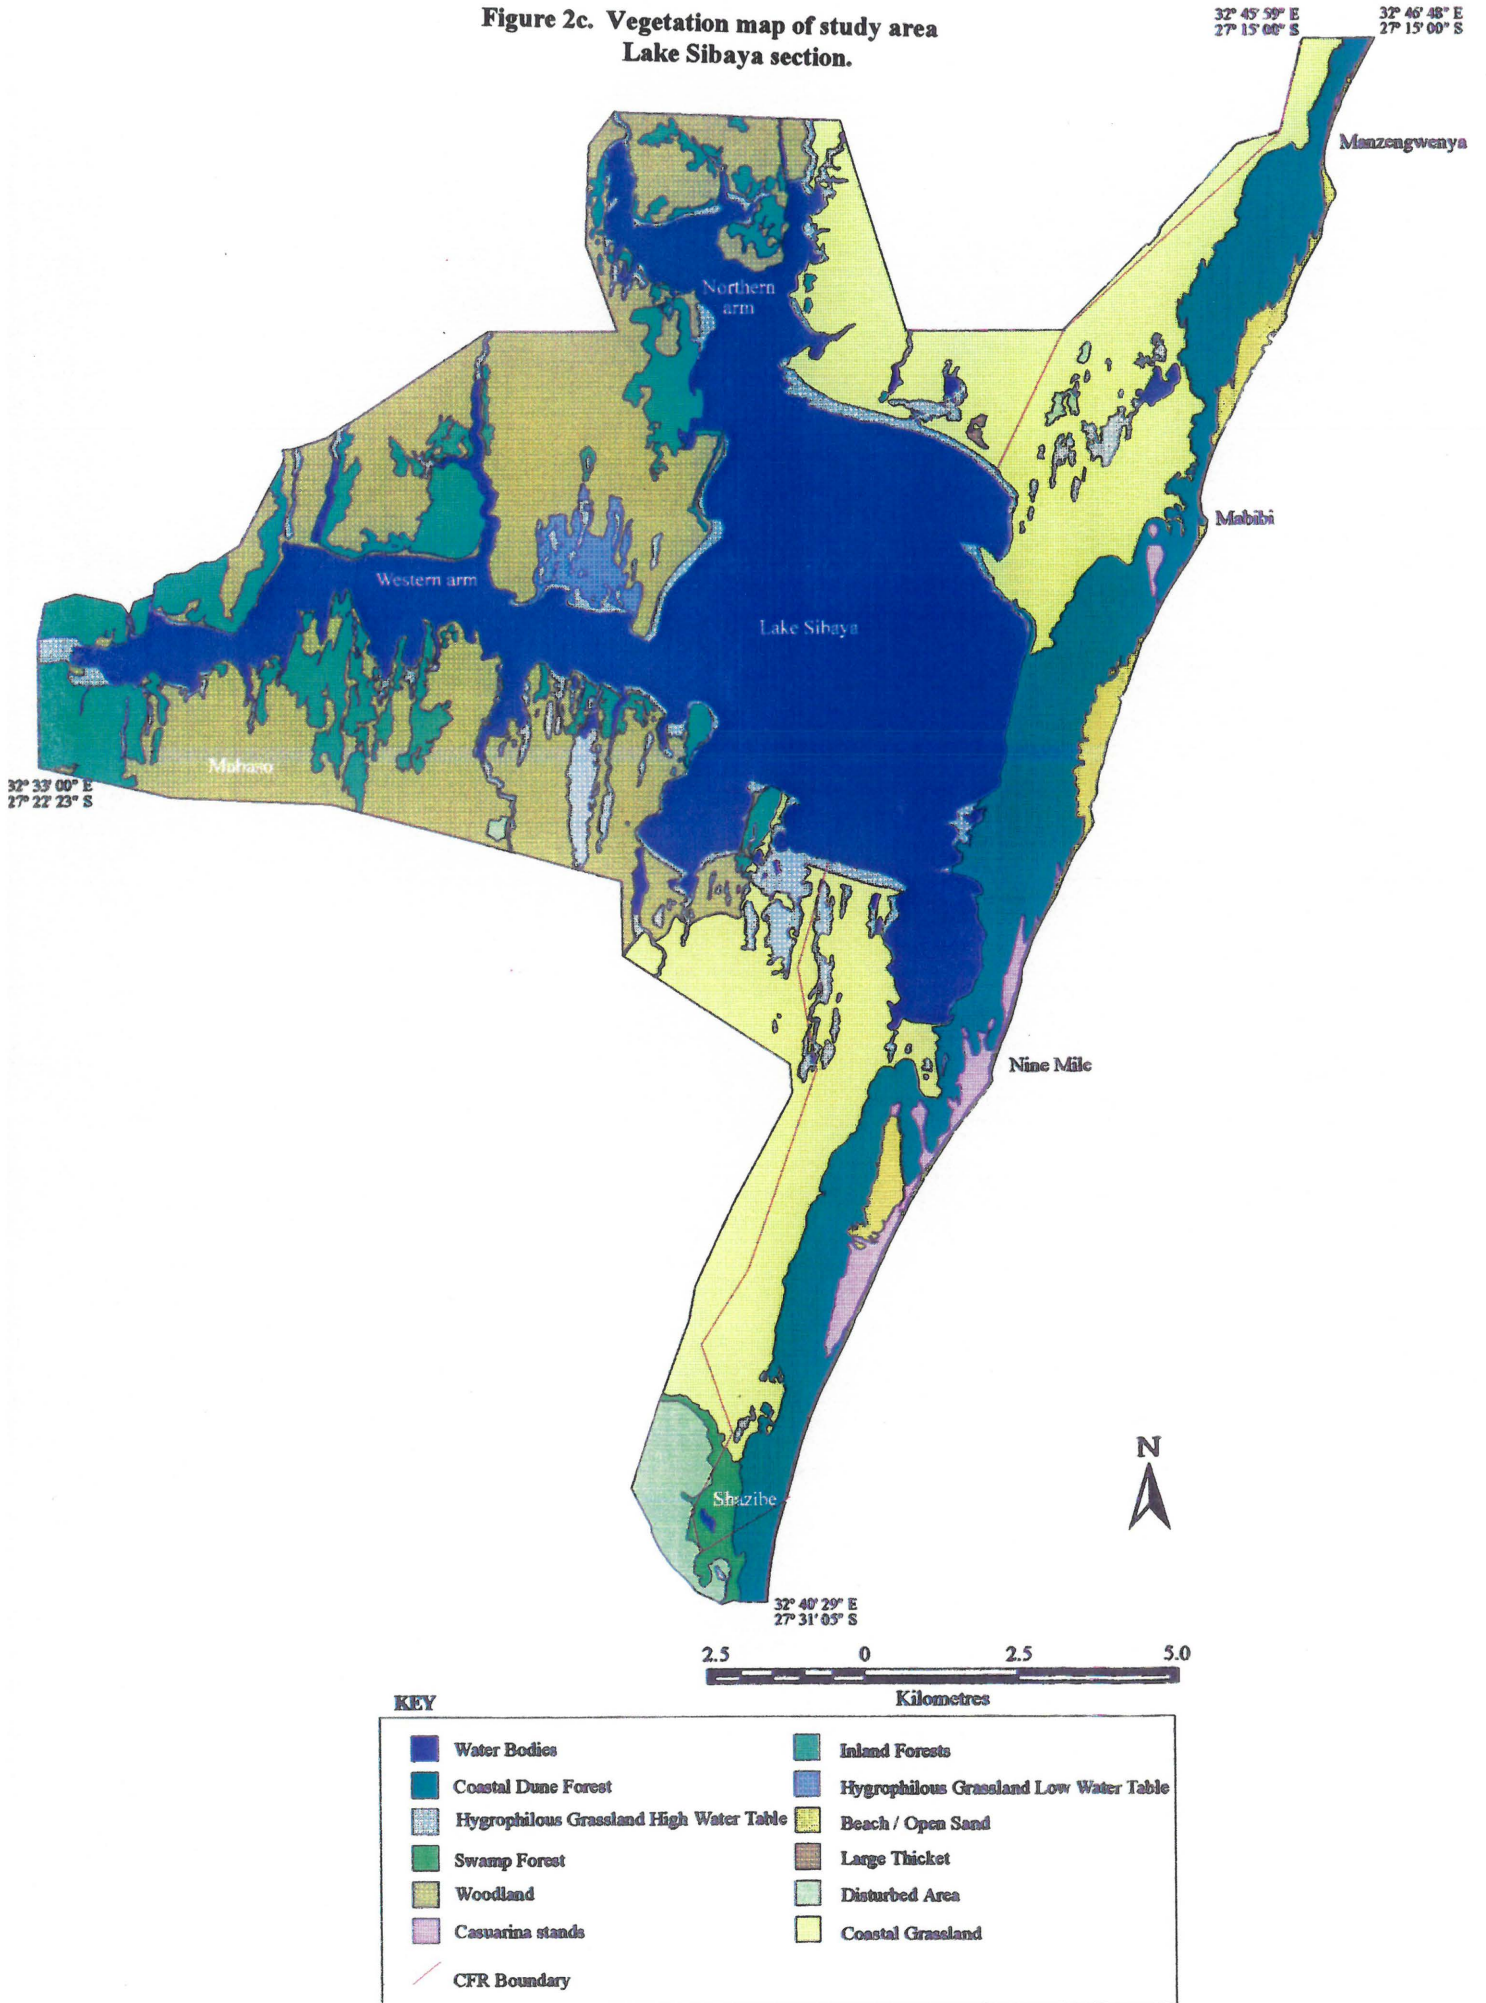 Figure 2c. Vegetation map of study area
Lake Sibaya section.
32° 45' 59" E
27° 15' 00" S
32° 46' 48" E
27° 15' 00" S
Manzengwenya
Northern
arm
Mabibi
Western arm
Lake Sibaya
Mabaso
32° 33' 00" E
27° 22' 23" S
Nine Mile
N
Shazibe
32° 40' 29" E
27° 31' 05" S
2.5 0 2.5 5.0
Kilometres
KEY
Water Bodies
Coastal Dune Forest
Hygrophilous Grassland High Water Table
Swamp Forest
Woodland
Casuarina stands
CFR Boundary
Inland Forests
Hygrophilous Grassland Low Water Table
Beach / Open Sand
Large Thicket
Disturbed Area
Coastal Grassland